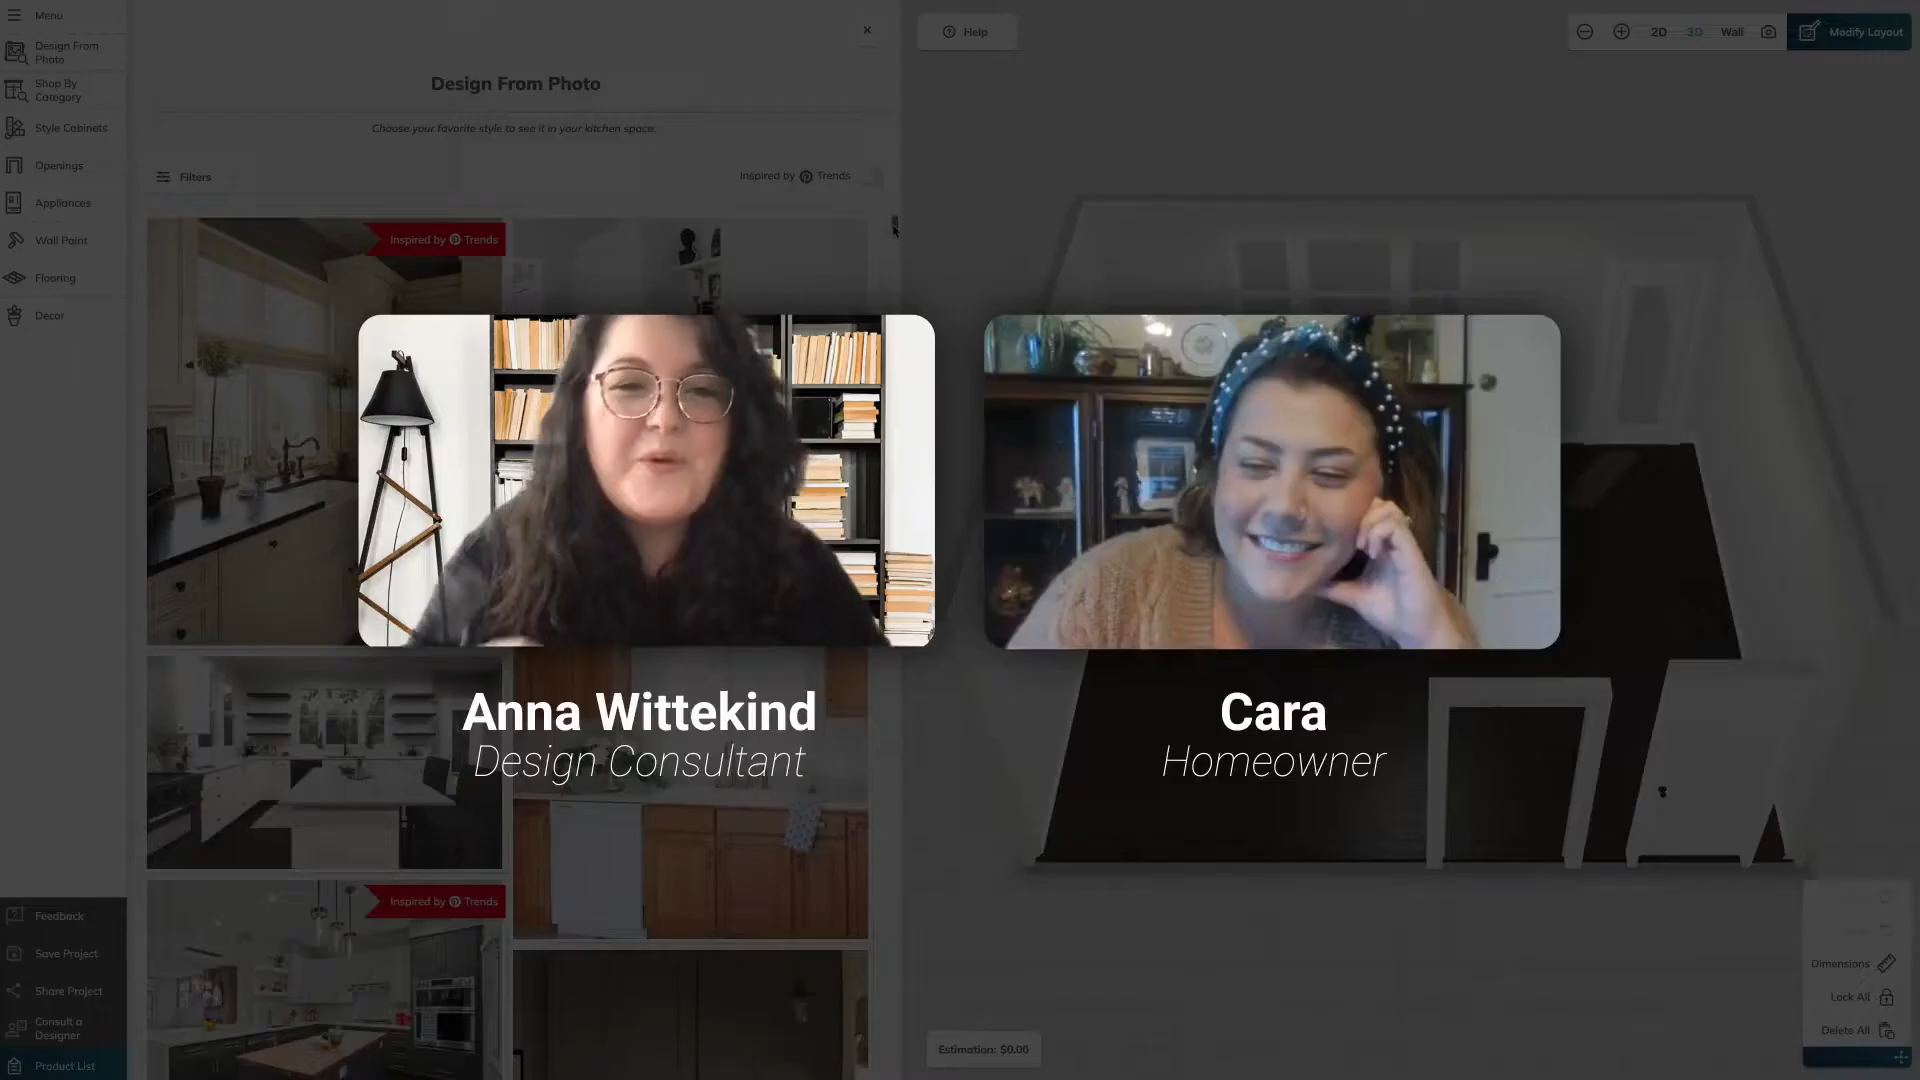 Menu
Design From
Photo
Shop By
Category
Style Cabinets
Openings
Appliances
Wall Paint
Flooring
Decor
Feedback
Save Project
Share Project
Consult a
Designer
Product List
Design From Photo
Choose your favorite style to see it in your kitchen space.
Filters
Inspired by Trends
Inspired by Trends
Inspired by Trends
Help
2D 3D Wall
Modify Layout
Anna Wittekind
Design Consultant
Cara
Homeowner
Dimensions
Lock All
Delete All
Estimation: $0.00